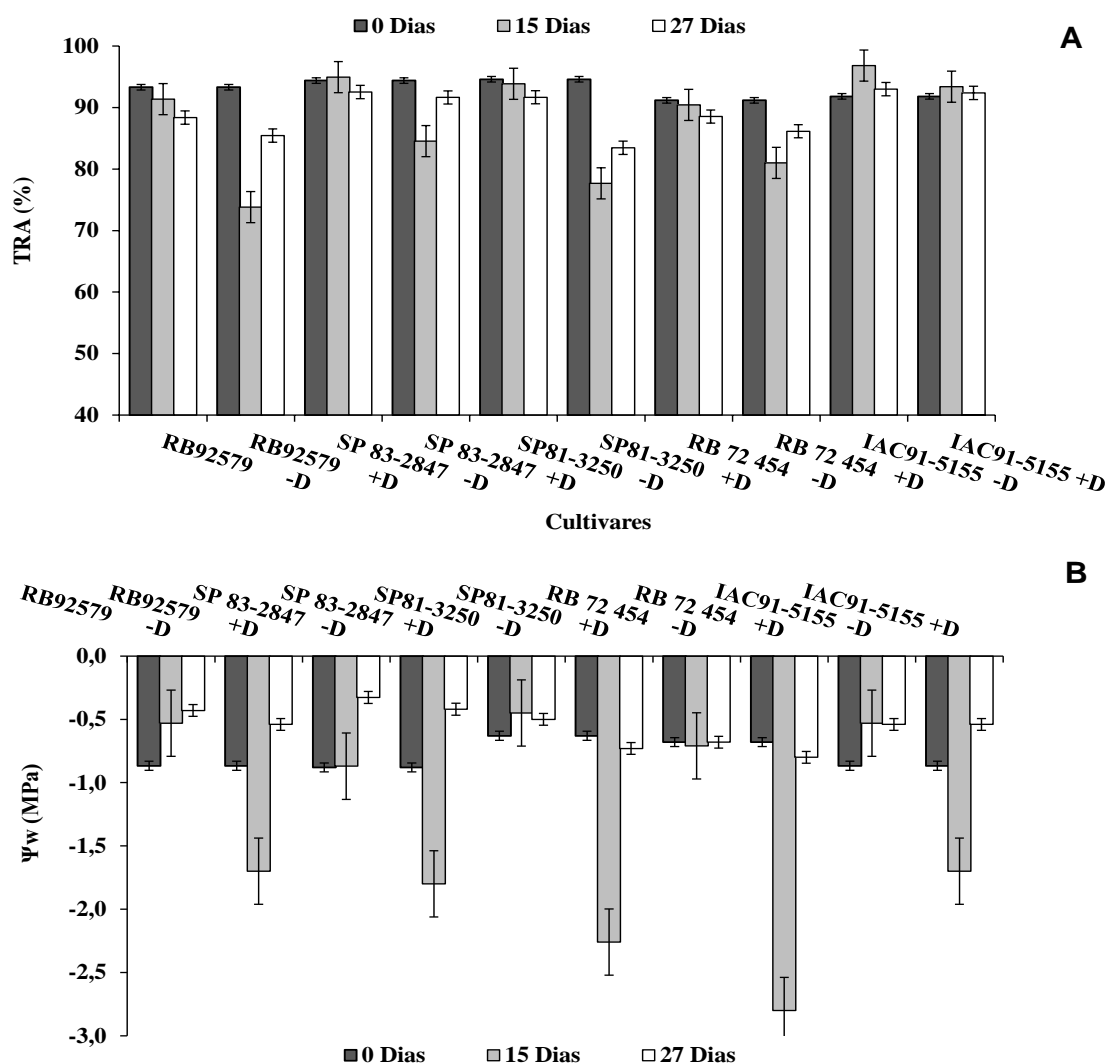 0 Dias 15 Dias 27 Dias
A
TRA (%)
100
90
80
70
60
50
40
RB92579 -D
RB92579 +D
SP 83-2847 -D
SP 83-2847 +D
SP81-3250 -D
SP81-3250 +D
RB 72 454 -D
RB 72 454 +D
IAC91-5155 -D
IAC91-5155 +D
Cultivares
B
RB92579 -D
RB92579 +D
SP 83-2847 -D
SP 83-2847 +D
SP81-3250 -D
SP81-3250 +D
RB 72 454 -D
RB 72 454 +D
IAC91-5155 -D
IAC91-5155 +D
Ψw (MPa)
0,0
-0,5
-1,0
-1,5
-2,0
-2,5
-3,0
0 Dias 15 Dias 27 Dias